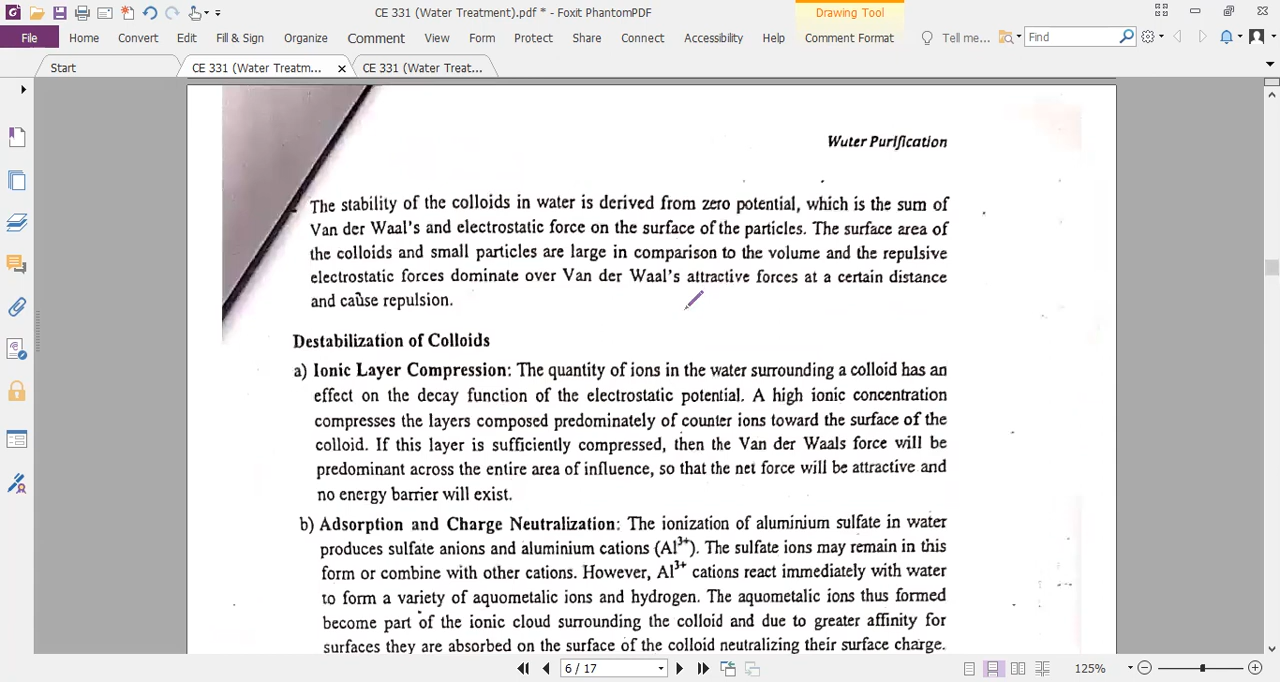 CE 331 (Water Treatment).pdf * - Foxit PhantomPDF
Drawing Tool
File Home Convert Edit Fill & Sign Organize Comment View Form Protect Share Connect Accessibility Help Tell me... Find
Comment Format
Start
CE 331 (Water Treatm...
CE 331 (Water Treat...
Wuter Purification
The stability of the colloids in water is derived from zero potential, which is the sum of
Van der Waal's and electrostatic force on the surface of the particles. The surface area of
the colloids and small particles are large in comparison to the volume and the repulsive
electrostatic forces dominate over Van der Waal's attractive forces at a certain distance
and cause repulsion.
Destabilization of Colloids
a) Ionic Layer Compression: The quantity of ions in the water surrounding a colloid has an
effect on the decay function of the electrostatic potential. A high ionic concentration
compresses the layers composed predominately of counter ions toward the surface of the
colloid. If this layer is sufficiently compressed, then the Van der Waals force will be
predominant across the entire area of influence, so that the net force will be attractive and
no energy barrier will exist.
b) Adsorption and Charge Neutralization: The ionization of aluminium sulfate in water
produces sulfate anions and aluminium cations (Al³⁺). The sulfate ions may remain in this
form or combine with other cations. However, Al³⁺ cations react immediately with water
to form a variety of aquometalic ions and hydrogen. The aquometalic ions thus formed
become part of the ionic cloud surrounding the colloid and due to greater affinity for
surfaces they are absorbed on the surface of the colloid neutralizing their surface charge.
6 / 17
125%